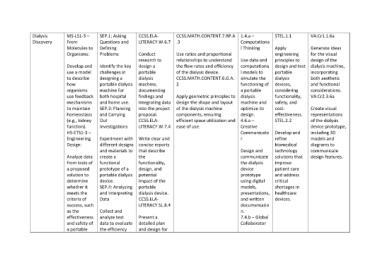 Dialysis
Discovery
MS-LS1-3 –
From
Molecules to
Organisms:
Develop and
use a model
to describe
how
organisms
use feedback
mechanisms
to maintain
homeostasis
(e.g., kidney
function).
HS-ETS1-3 –
Engineering
Design
Analyze data
from tests of
a proposed
solution to
determine
whether it
meets the
criteria of
success, such
as the
effectiveness
and safety of
a portable
SEP.1: Asking
Questions and
Defining
Problems
Identify the key
challenges in
designing a
portable dialysis
machine for
both hospital
and home use.
SEP.3: Planning
and Carrying
Out
Investigations
Experiment with
different designs
and materials to
create a
functional
prototype of a
portable dialysis
device.
SEP.4: Analyzing
and Interpreting
Data
Collect and
analyze test
data to evaluate
the efficiency
CCSS.ELA-
LITERACY.W.6.7
Conduct
research to
design a
portable
dialysis
machine,
documenting
findings and
integrating data
into the project
proposal.
CCSS.ELA-
LITERACY.W.7.4
Write clear and
concise reports
that describe
the
functionality,
design, and
potential
impact of the
portable dialysis
device.
CCSS.ELA-
LITERACY.SL.8.4
Present a
detailed plan
and design for
CCSS.MATH.CONTENT.7.RP.A
.3
Use ratios and proportional
relationships to understand
the flow rates and efficiency
of the dialysis device.
CCSS.MATH.CONTENT.6.G.A.
2
Apply geometric principles to
design the shape and layout
of the dialysis machine
components, ensuring
efficient space utilization and
ease of use.
1.4.a –
Computationa
l Thinking
Use data and
computationa
l models to
simulate the
functioning of
a portable
dialysis
machine and
optimize its
design.
4.6.a –
Creative
Communicato
r
Design and
communicate
the dialysis
device
prototype
using digital
models,
presentations,
and written
documentatio
n.
7.4.b – Global
Collaborator
STEL.1.1
Apply
engineering
principles to
design and test
portable
dialysis
devices,
considering
functionality,
safety, and
cost-
effectiveness.
STEL.2.2
Develop and
refine
biomedical
technology
solutions that
improve
patient care
and address
critical
shortages in
healthcare
devices.
VA:Cr1.1.6a
Generate ideas
for the visual
design of the
dialysis machine,
incorporating
both aesthetic
and functional
considerations.
VA:Cr2.3.6a
Create visual
representations
of the dialysis
device prototype,
including 3D
models and
diagrams to
communicate
design features.